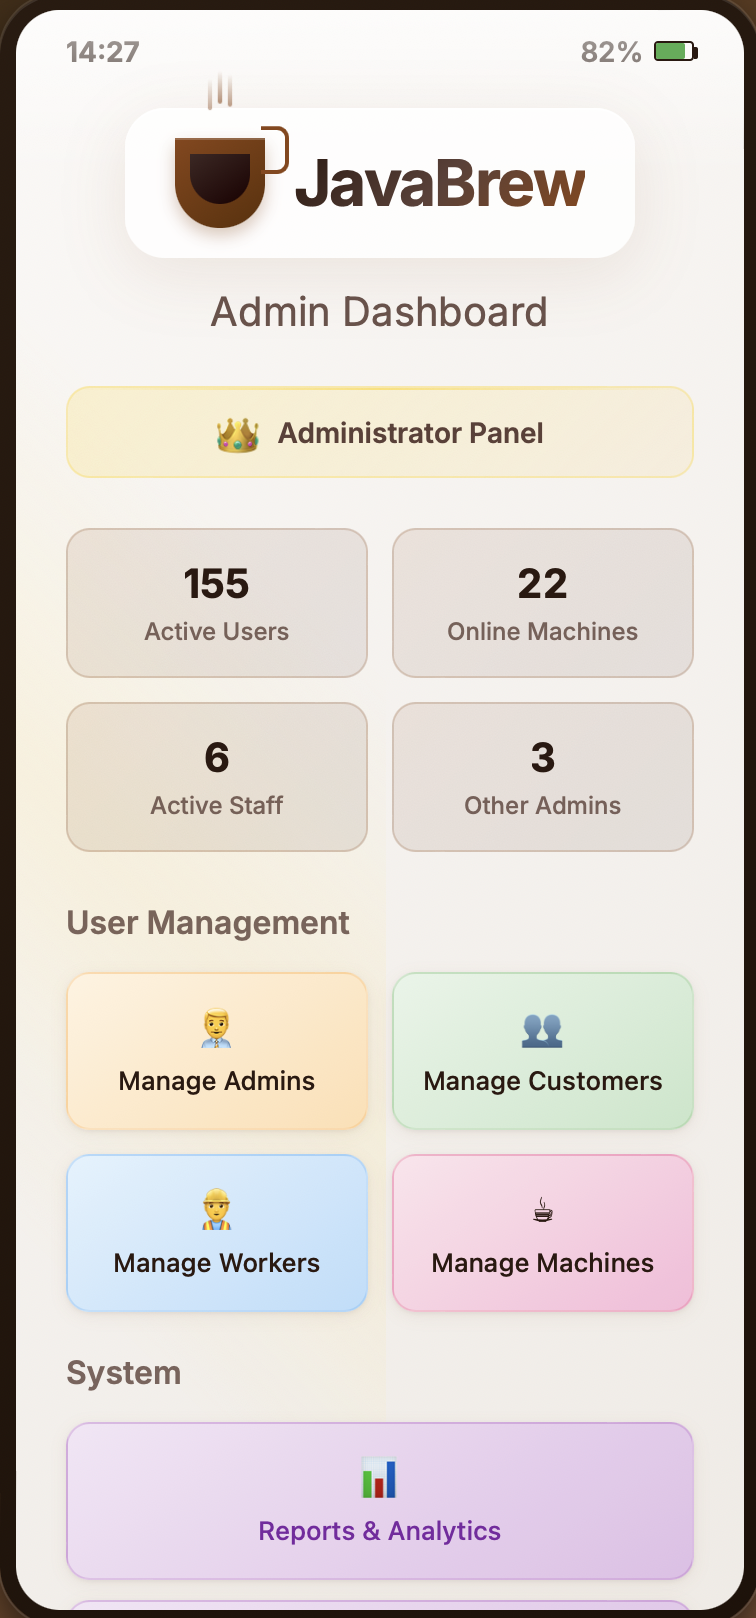 14:27
82%
JavaBrew
Admin Dashboard
Administrator Panel
155
Active Users
22
Online Machines
6
Active Staff
3
Other Admins
User Management
Manage Admins
Manage Customers
Manage Workers
Manage Machines
System
Reports & Analytics